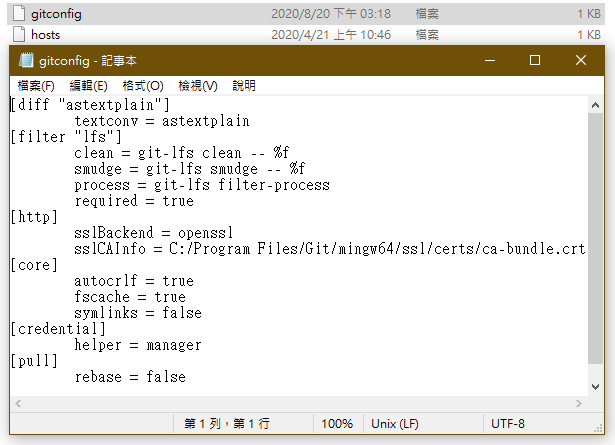 gitconfig 2020/8/20 下午 03:18 檔案 1 KB
hosts 2020/4/21 上午 10:46 檔案 1 KB
gitconfig - 記事本
檔案(F) 編輯(E) 格式(O) 檢視(V) 說明
[diff "astextplain"]
textconv = astextplain
[filter "lfs"]
clean = git-lfs clean -- %f
smudge = git-lfs smudge -- %f
process = git-lfs filter-process
required = true
[http]
sslBackend = openssl
sslCAInfo = C:/Program Files/Git/mingw64/ssl/certs/ca-bundle.crt
[core]
autocrlf = true
fscache = true
symlinks = false
[credential]
helper = manager
[pull]
rebase = false
第 1 列，第 1 行 100% Unix (LF) UTF-8